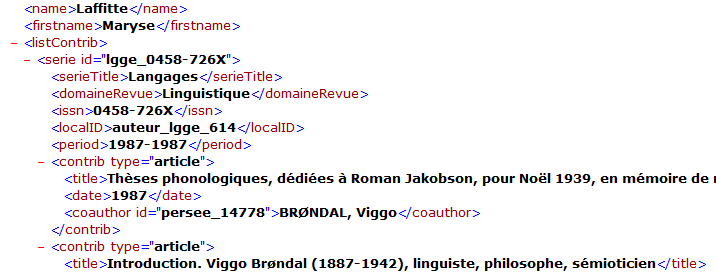 <name>Laffitte</name>
<firstname>Maryse</firstname>
– <listContrib>
– <serie id="lgge_0458-726X">
<serieTitle>Langages</serieTitle>
<domaineRevue>Linguistique</domaineRevue>
<issn>0458-726X</issn>
<localID>auteur_lgge_614</localID>
<period>1987-1987</period>
– <contrib type="article">
<title>Thèses phonologiques, dédiées à Roman Jakobson, pour Noël 1939, en mémoire de
<date>1987</date>
<coauthor id="persee_14778">BRØNDAL, Viggo</coauthor>
</contrib>
– <contrib type="article">
<title>Introduction. Viggo Brøndal (1887-1942), linguiste, philosophe, sémioticien</title>